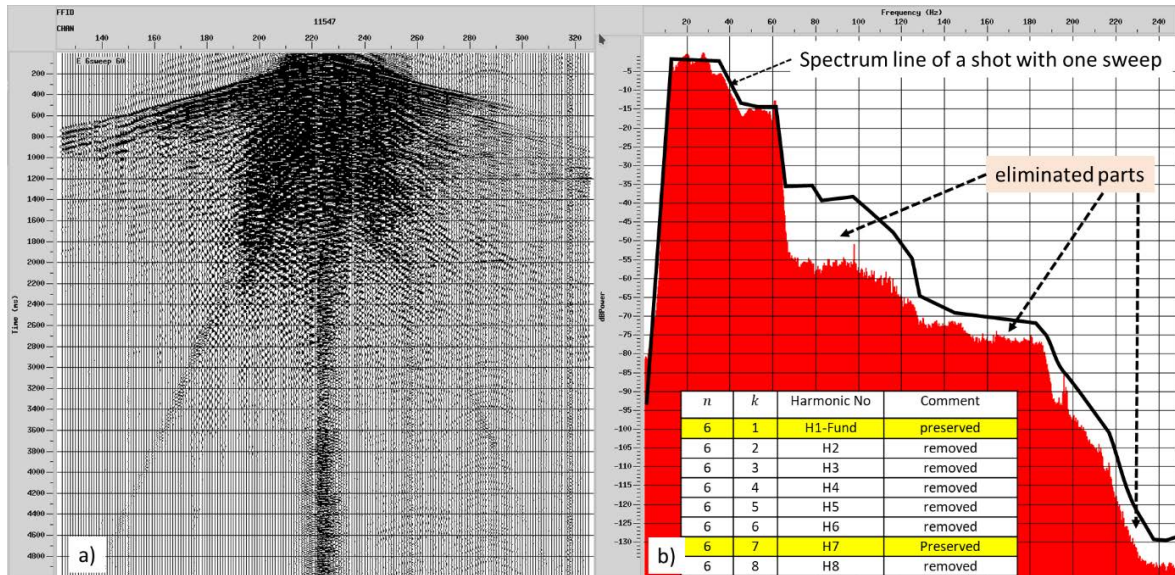 FFID
11547
CHAN
140 160 180 200 220 240 260 280 300 320
E 6sweep 60
200
400
600
800
1000
1200
1400
1600
1800
2000
2200
2400
2600
2800
3000
3200
3400
3600
3800
4000
4200
4400
4600
4800
Time (ms)
a)
Frequency (Hz)
20 40 60 80 100 120 140 160 180 200 220 240
Spectrum line of a shot with one sweep
eliminated parts
-5
-10
-15
-20
-25
-30
-35
-40
-45
-50
-55
-60
-65
-70
-75
-80
-85
-90
-95
-100
-105
-110
-115
-120
-125
-130
dBPower
n k Harmonic No Comment
6 1 H1-Fund preserved
6 2 H2 removed
6 3 H3 removed
6 4 H4 removed
6 5 H5 removed
6 6 H6 removed
6 7 H7 Preserved
6 8 H8 removed
b)